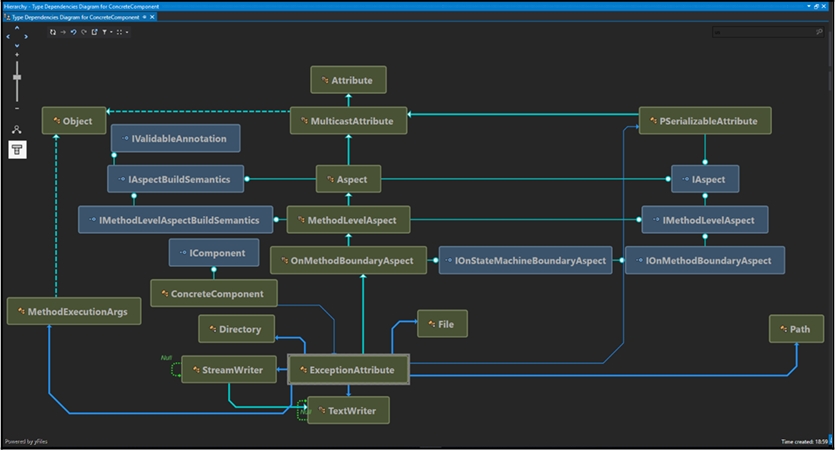 Hierarchy - Type Dependencies Diagram for ConcreteComponent
Type Dependencies Diagram for ConcreteComponent
Attribute
Object
MulticastAttribute
PSerializableAttribute
IValidableAnnotation
IAspectBuildSemantics
Aspect
IAspect
IMethodLevelAspectBuildSemantics
MethodLevelAspect
IMethodLevelAspect
IComponent
OnMethodBoundaryAspect
IOnStateMachineBoundaryAspect
IOnMethodBoundaryAspect
ConcreteComponent
MethodExecutionArgs
Directory
File
Path
Null
StreamWriter
ExceptionAttribute
Null
TextWriter
Powered by yFiles
Time created: 18:59